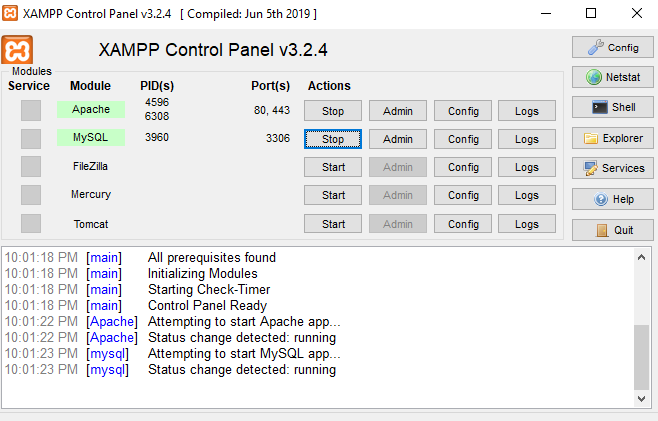 XAMPP Control Panel v3.2.4 [ Compiled: Jun 5th 2019 ]
XAMPP Control Panel v3.2.4
Config
Modules
Service Module PID(s) Port(s) Actions
Netstat
Apache 4596 6308 80, 443 Stop Admin Config Logs
Shell
MySQL 3960 3306 Stop Admin Config Logs
Explorer
FileZilla Start Admin Config Logs
Services
Mercury Start Admin Config Logs
Help
Tomcat Start Admin Config Logs
Quit
10:01:18 PM [main] All prerequisites found
10:01:18 PM [main] Initializing Modules
10:01:18 PM [main] Starting Check-Timer
10:01:18 PM [main] Control Panel Ready
10:01:22 PM [Apache] Attempting to start Apache app...
10:01:22 PM [Apache] Status change detected: running
10:01:23 PM [mysql] Attempting to start MySQL app...
10:01:23 PM [mysql] Status change detected: running